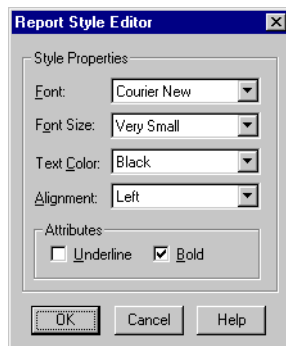 Report Style Editor
Style Properties
Font: Courier New
Font Size: Very Small
Text Color: Black
Alignment: Left
Attributes
Underline Bold
OK Cancel Help